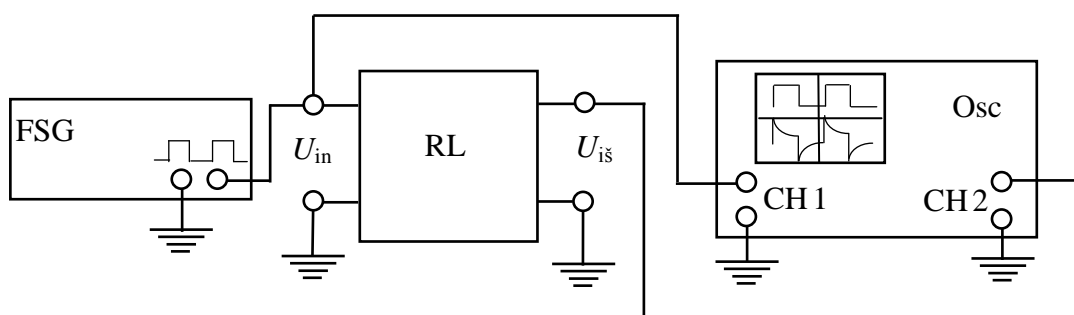 FSG
U_in
RL
U_iš
Osc
CH 1
CH 2